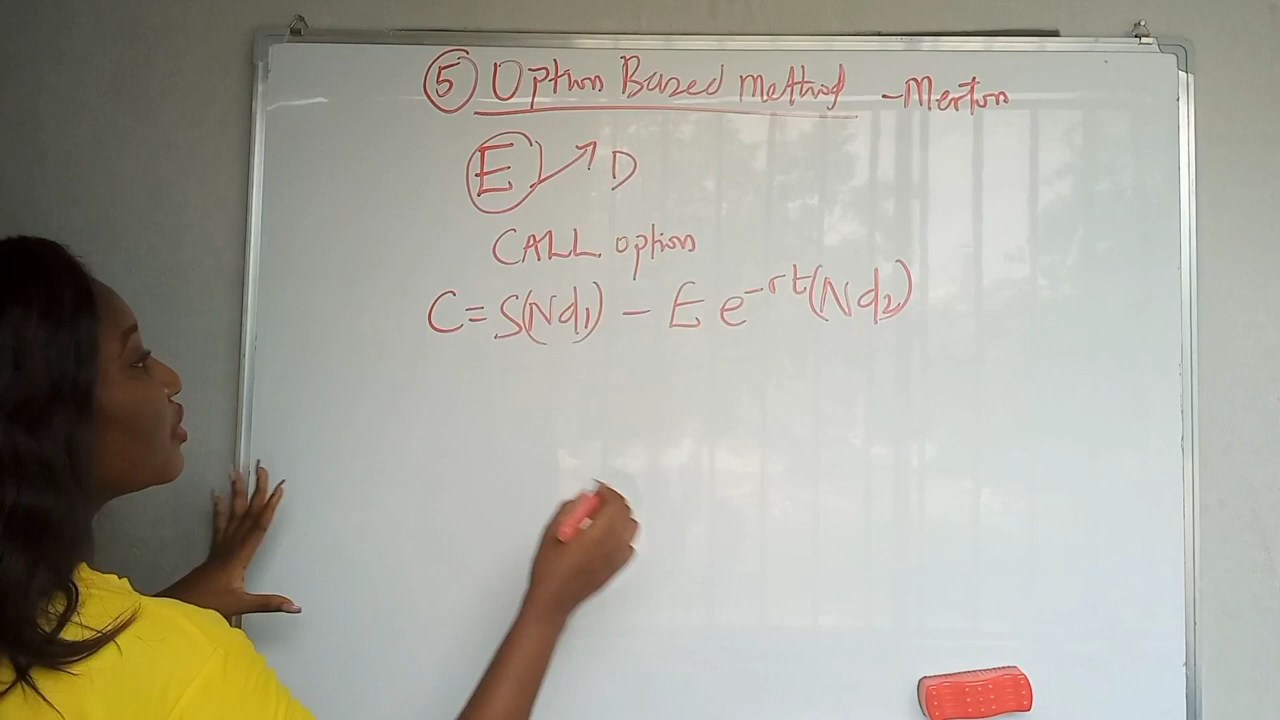 ⑤ Option Based Method - Merton
E) → D
CALL option
C = S(Nd₁) - E e^-rt (Nd₂)